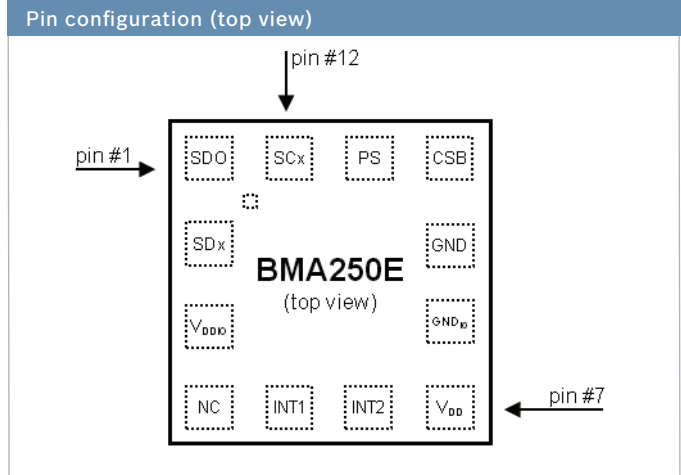 Pin configuration (top view)
pin #12
pin #1
SDO SCx PS CSB
SDx GND
BMA250E
(top view)
VDDIO GNDIO
NC INT1 INT2 VDD
pin #7